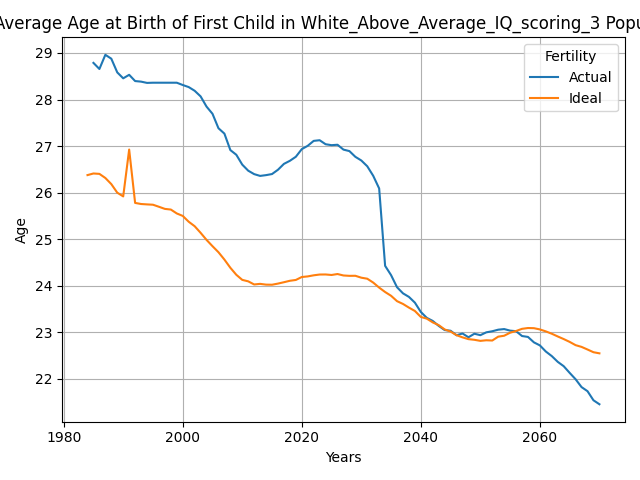 Average Age at Birth of First Child in White_Above_Average_IQ_scoring_3
Fertility
Actual
Ideal
29
28
27
26
25
24
23
22
Age
1980
2000
2020
2040
2060
Years